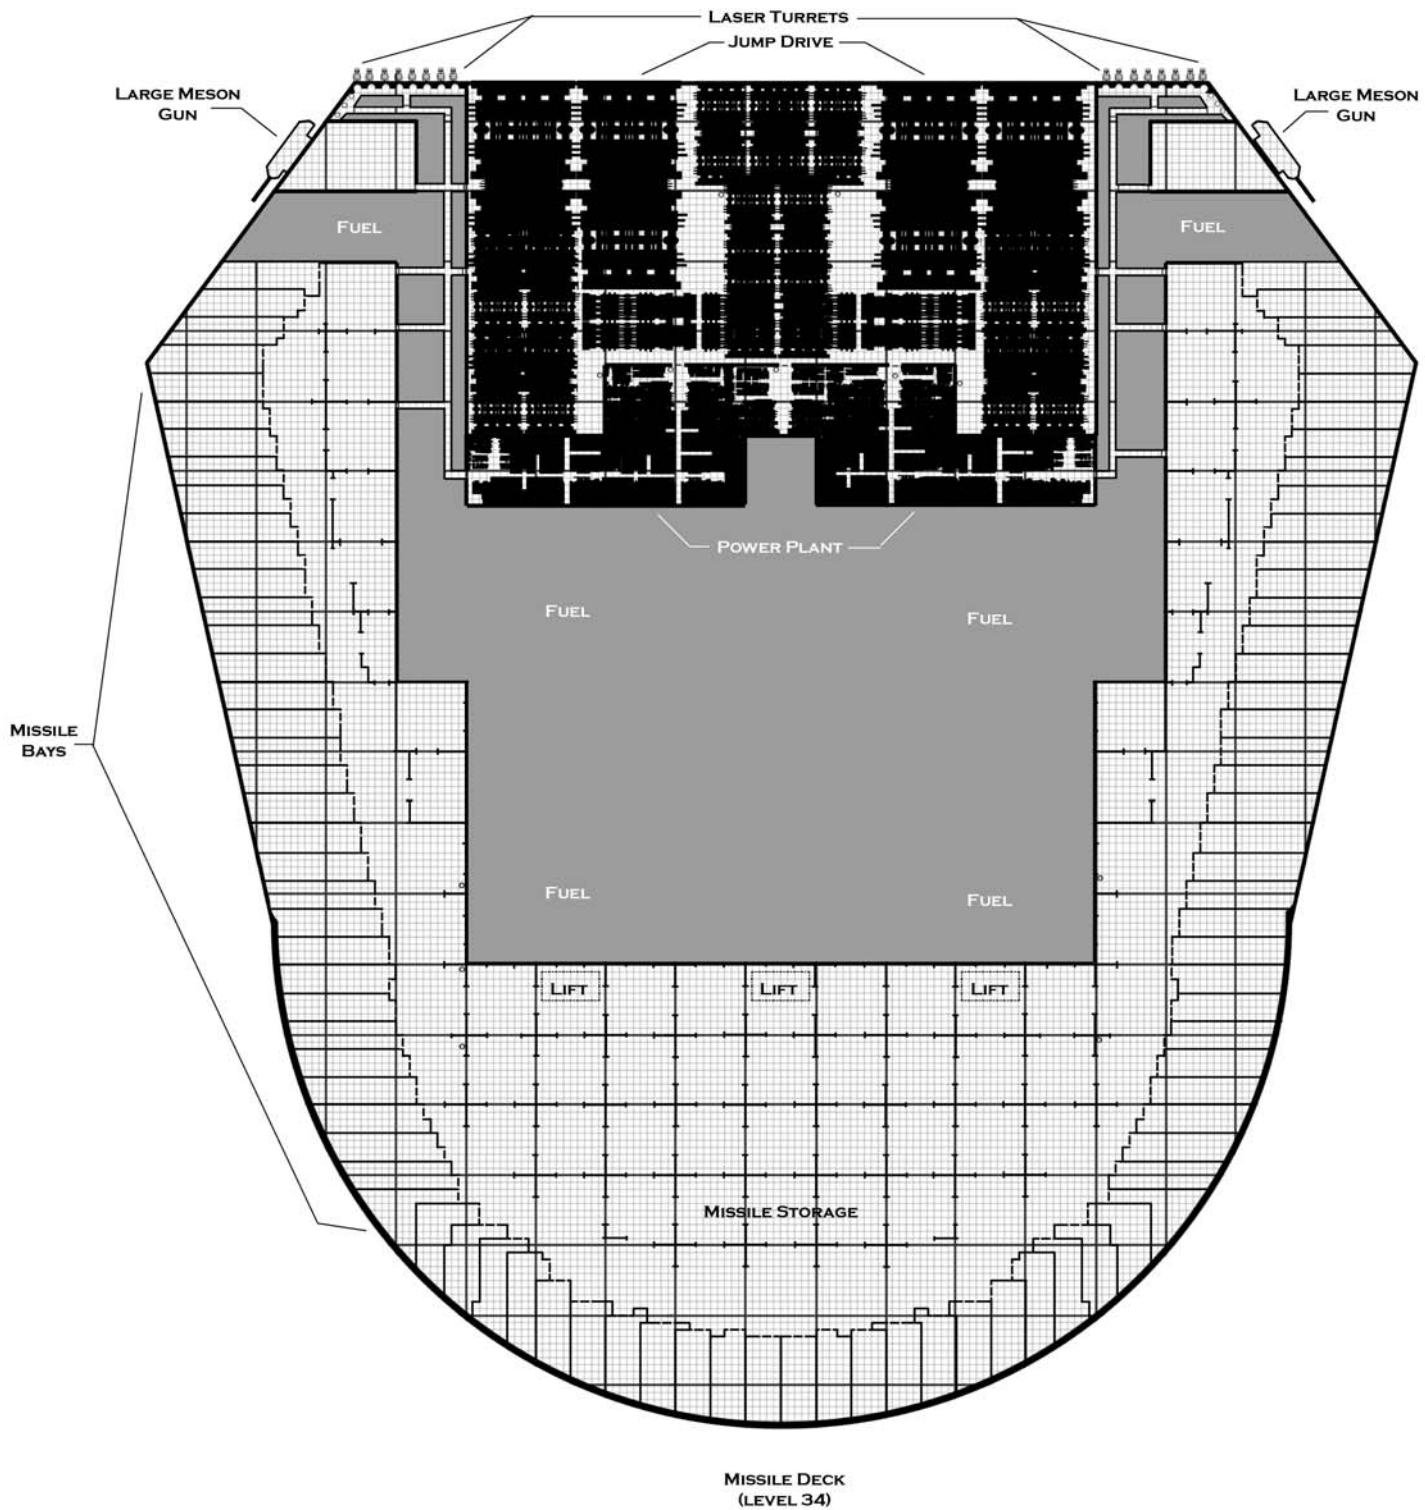 LASER TURRETS
JUMP DRIVE
LARGE MESON
GUN
LARGE MESON
GUN
FUEL
FUEL
POWER PLANT
FUEL
FUEL
MISSILE
BAYS
FUEL
FUEL
LIFT
LIFT
LIFT
MISSILE STORAGE
MISSILE DECK
(LEVEL 34)